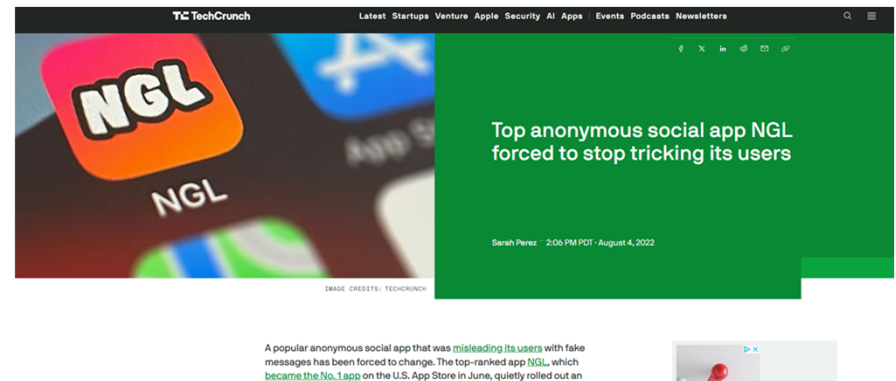 TechCrunch
Latest Startups Venture Apple Security AI Apps Events Podcasts Newsletters
NGL
NGL
App S
Top anonymous social app NGL
forced to stop tricking its users
Sarah Perez — 2:06 PM PDT · August 4, 2022
IMAGE CREDITS: TECHCRUNCH
A popular anonymous social app that was misleading its users with fake
messages has been forced to change. The top-ranked app NGL, which
became the No. 1 app on the U.S. App Store in June, quietly rolled out an